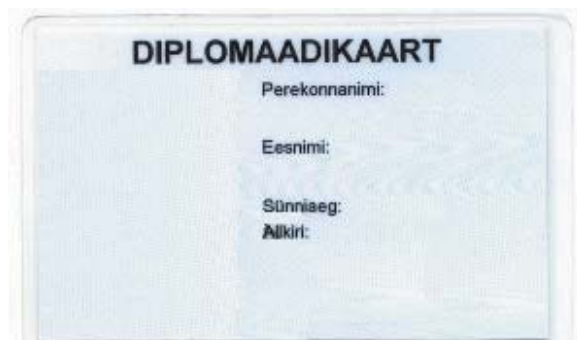 DIPLOMAADIKAART
Perekonnanimi:
Eesnimi:
Sünniaeg:
Allkiri: